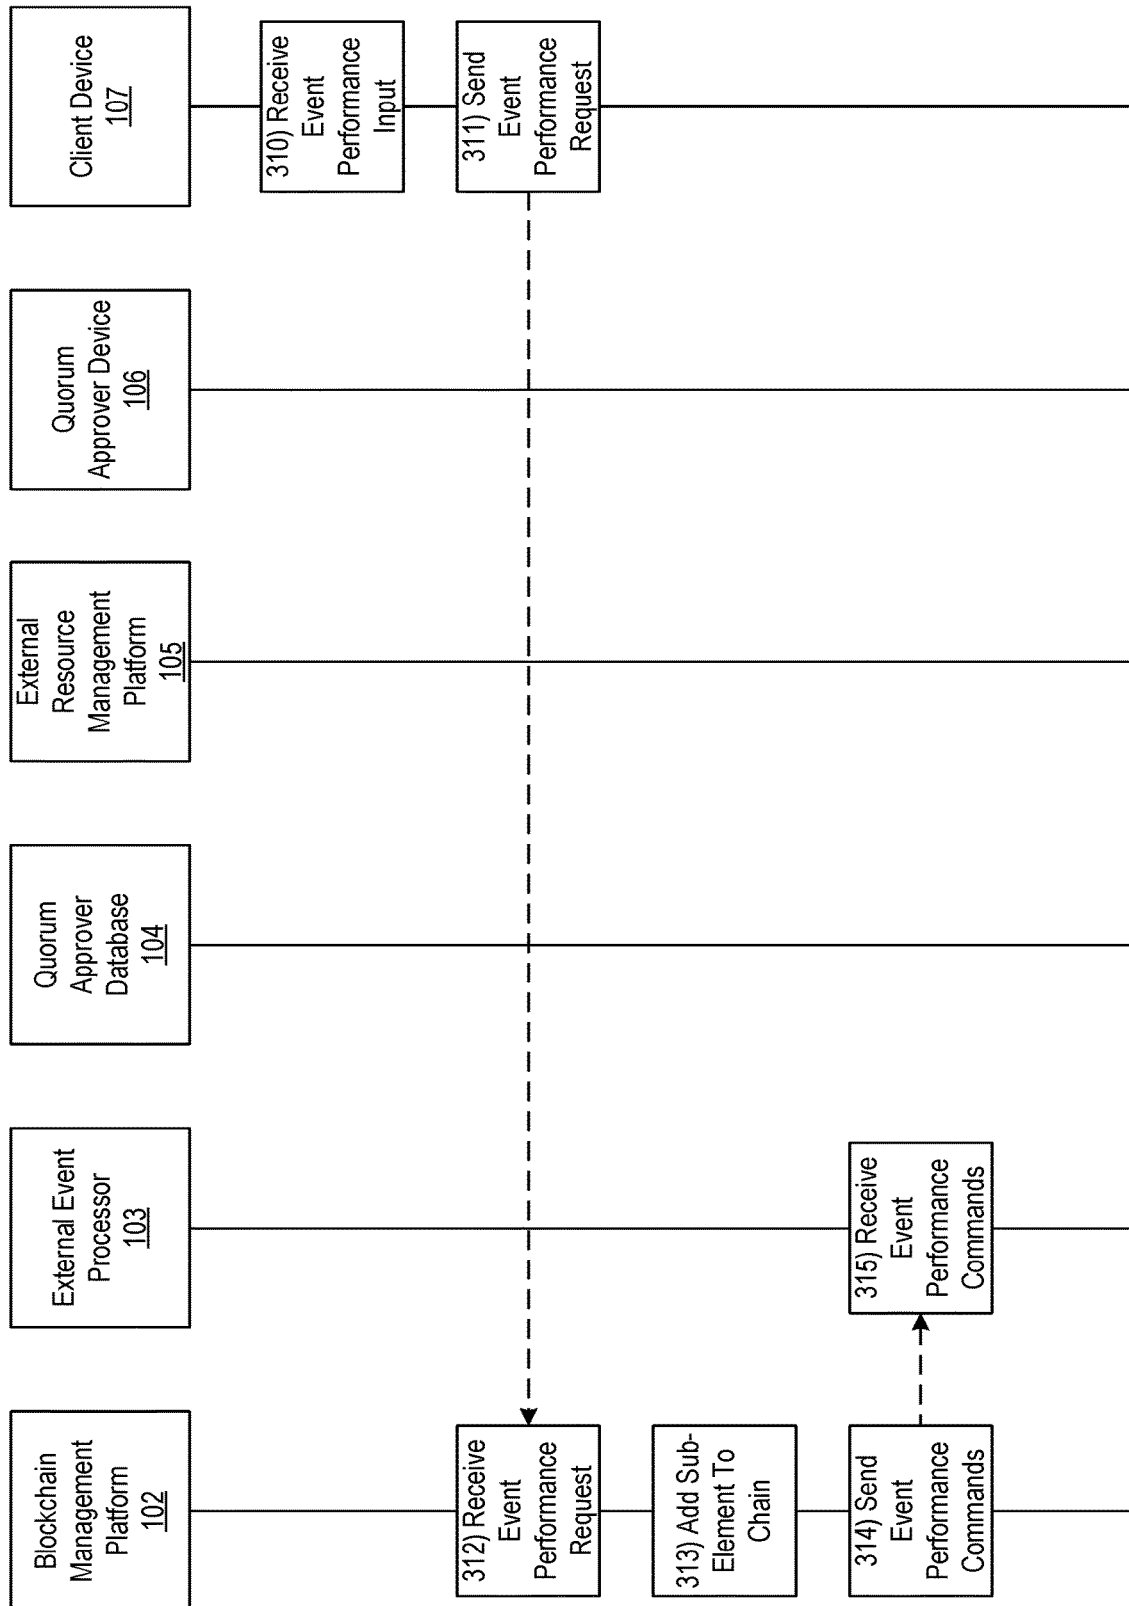 Blockchain
Management
Platform
102
External Event
Processor
103
Quorum
Approver
Database
104
External
Resource
Management
Platform
105
Quorum
Approver Device
106
Client Device
107
310) Receive
Event
Performance
Input
311) Send
Event
Performance
Request
312) Receive
Event
Performance
Request
313) Add Sub-
Element To
Chain
314) Send
Event
Performance
Commands
315) Receive
Event
Performance
Commands